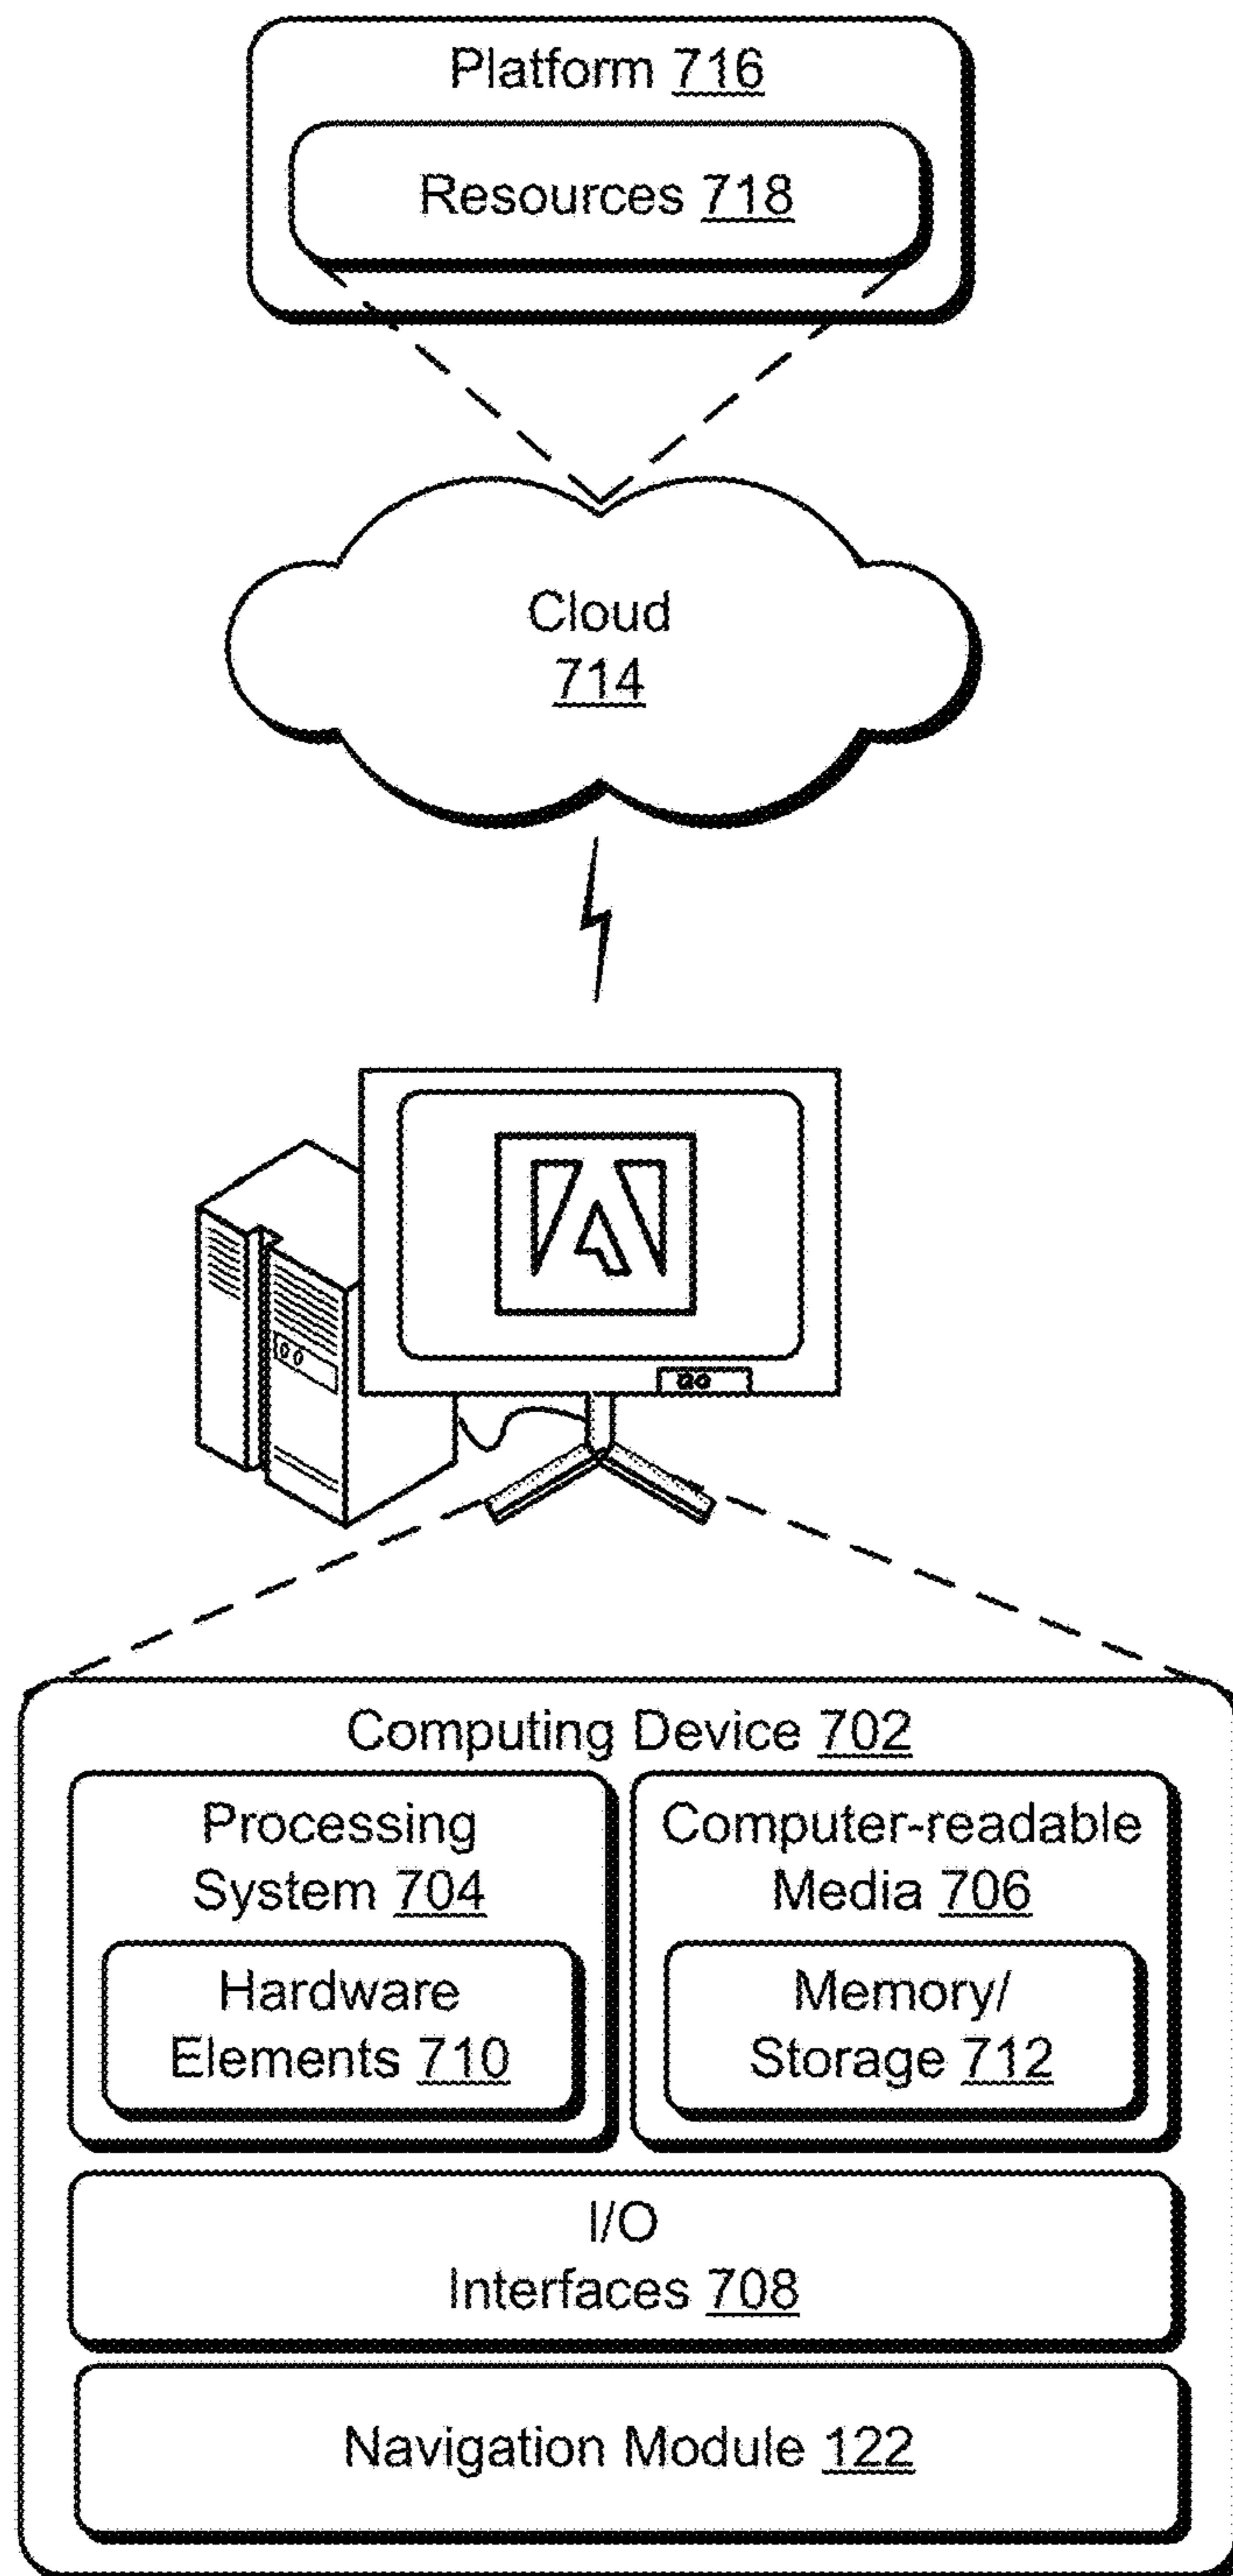 Platform 716
Resources 718
Cloud
714
Computing Device 702
Processing
System 704
Hardware
Elements 710
Computer-readable
Media 706
Memory/
Storage 712
I/O
Interfaces 708
Navigation Module 122